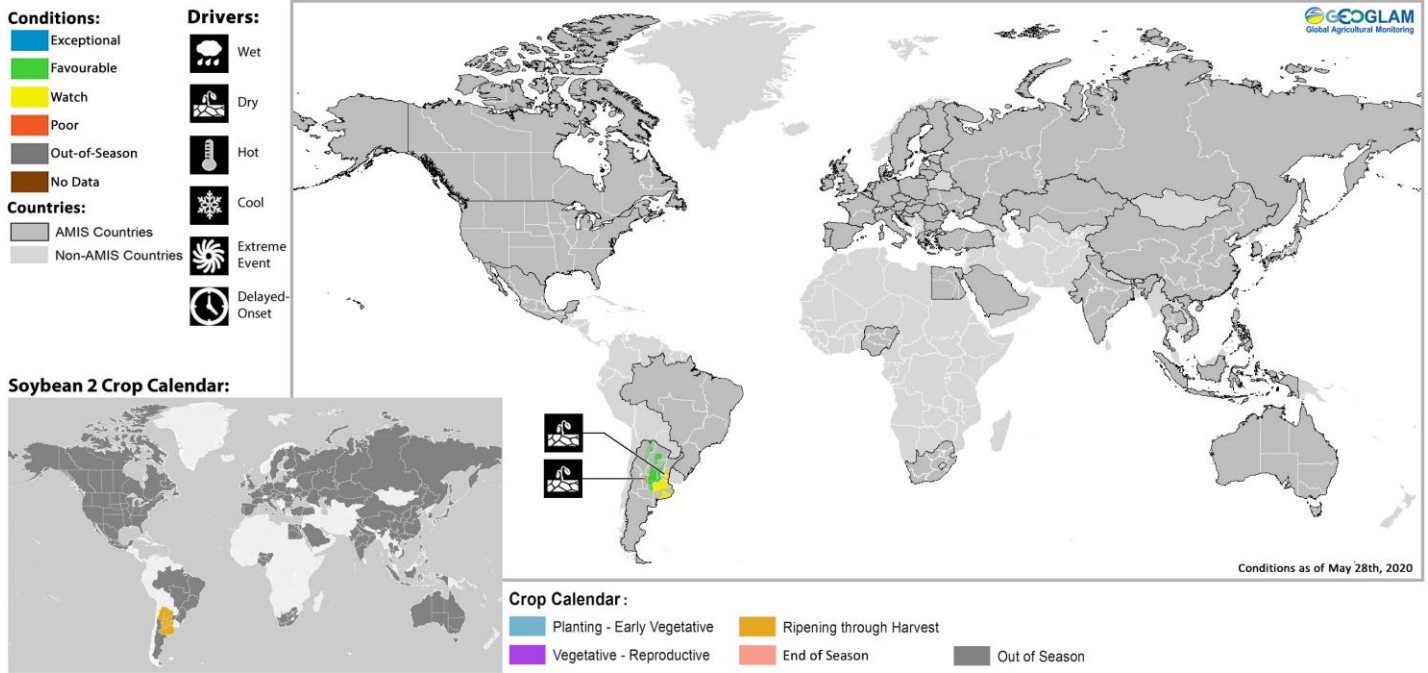 Conditions:
Exceptional
Favourable
Watch
Poor
Out-of-Season
No Data
Countries:
AMIS Countries
Non-AMIS Countries
Drivers:
Wet
Dry
Hot
Cool
Extreme
Event
Delayed-
Onset
GEOGLAM
Global Agricultural Monitoring
Conditions as of May 28th, 2020
Soybean 2 Crop Calendar:
Crop Calendar :
Planting - Early Vegetative
Vegetative - Reproductive
Ripening through Harvest
End of Season
Out of Season